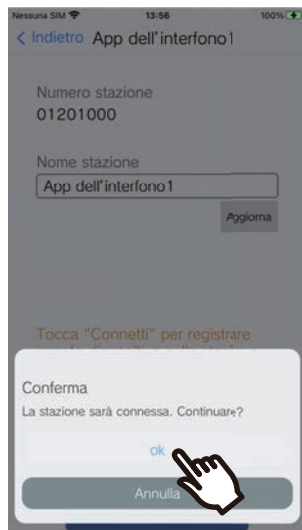 Nessuna SIM 13:56 100%
Indietro App dell'interfono1
Numero stazione
01201000
Nome stazione
App dell'interfono1
Aggiorna
Tocca "Connetti" per registrare
Conferma
La stazione sarà connessa. Continuare?
ok
Annulla